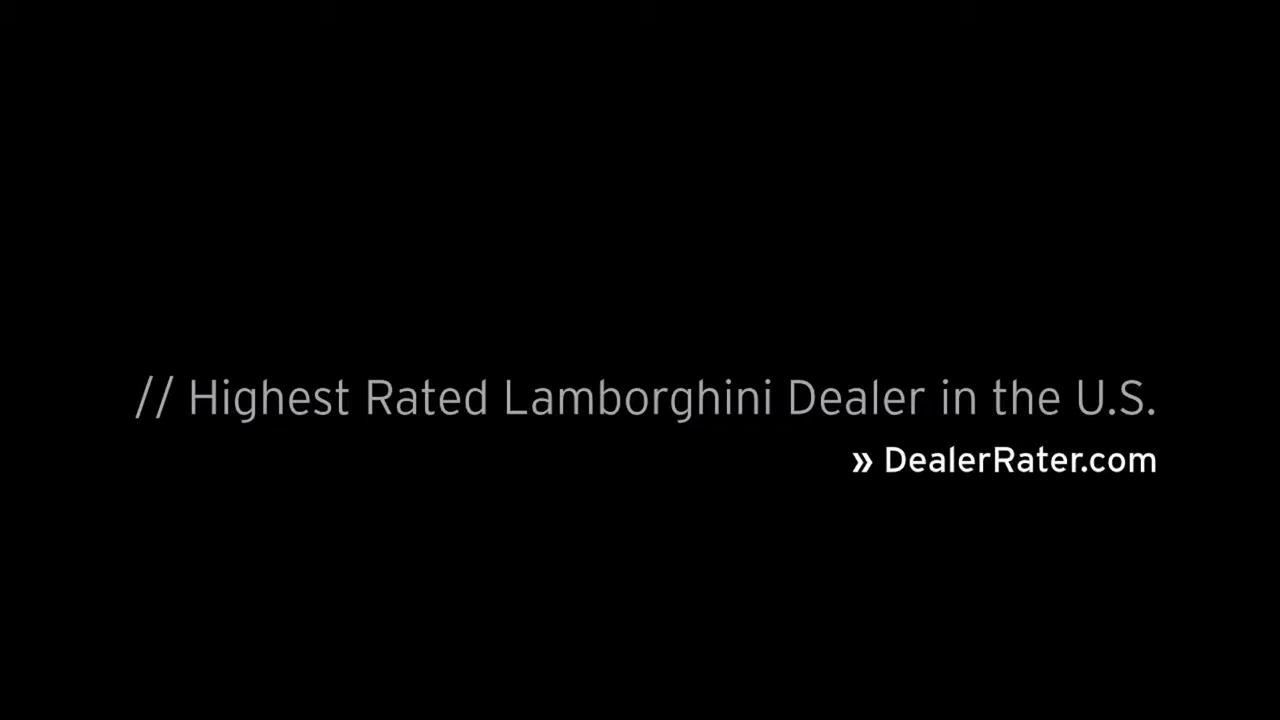 // Highest Rated Lamborghini Dealer in the U.S.
» DealerRater.com